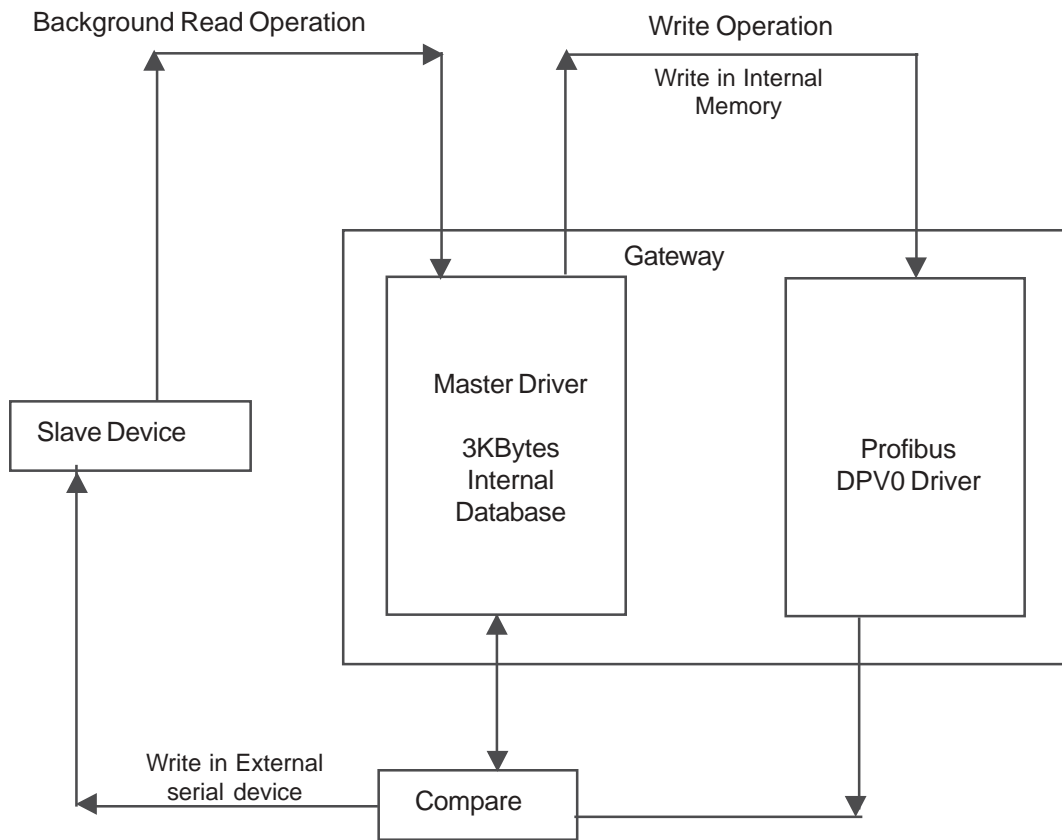 Background Read Operation
Write Operation
Write in Internal
Memory
Gateway
Master Driver
3KBytes
Internal
Database
Profibus
DPV0 Driver
Slave Device
Write in External
serial device
Compare